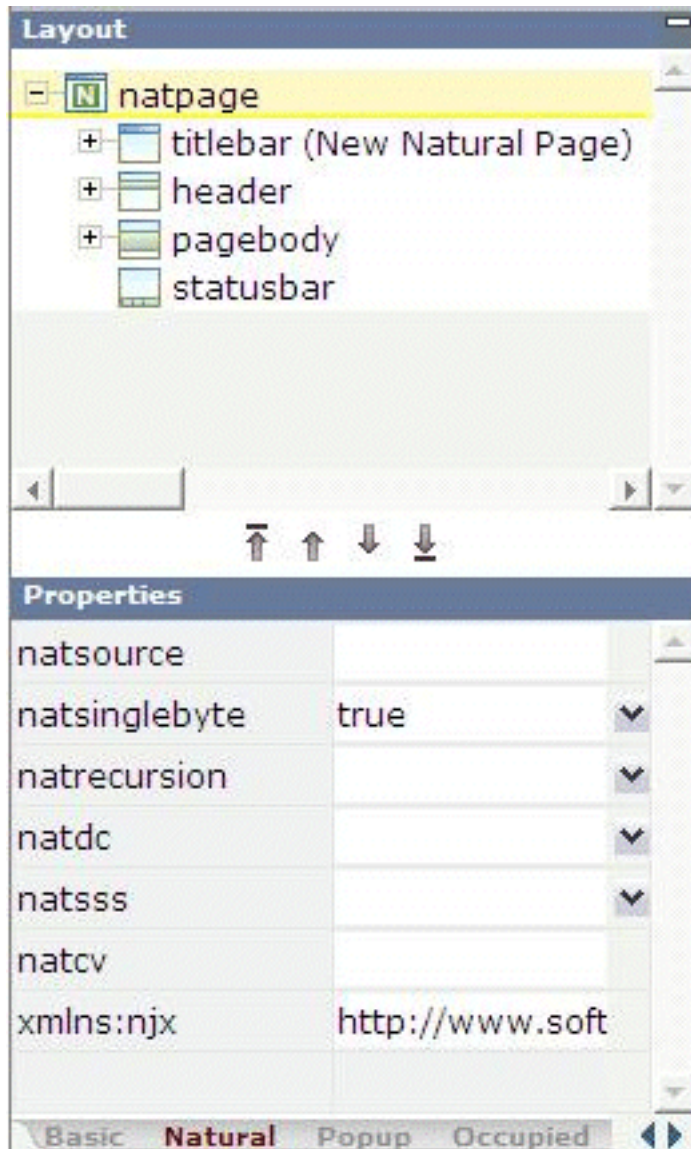 Layout
natpage
titlebar (New Natural Page)
header
pagebody
statusbar
Properties
natsource
natsinglebyte true
natrecursion
natdc
natsss
natcv
xmlns:njx http://www.soft
Basic Natural Popup Occupied